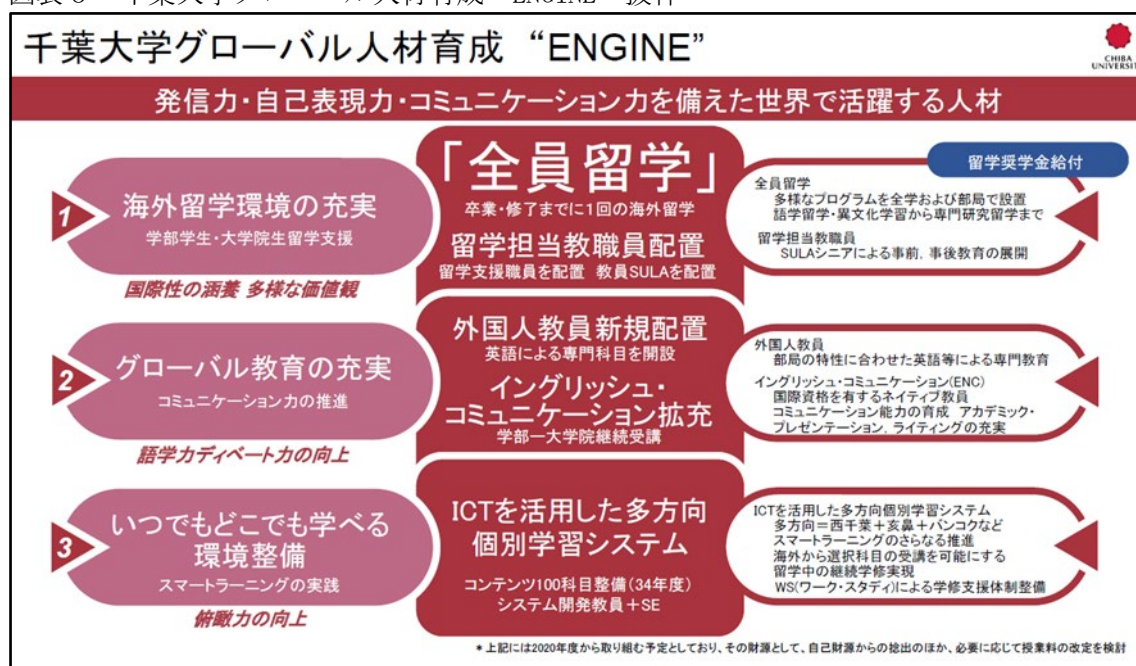 千葉大学グローバル人材育成 “ENGINE”
CHIBA
UNIVERSIT
発信力・自己表現力・コミュニケーション力を備えた世界で活躍する人材
1
海外留学環境の充実
学部学生・大学院生留学支援
国際性の涵養 多様な価値観
「全員留学」
卒業・修了までに1回の海外留学
留学担当教職員配置
留学支援職員を配置 教員SULAを配置
留学奨学金給付
全員留学
多様なプログラムを全学および部局で設置
語学留学・異文化学習から専門研究留学まで
留学担当教職員
SULAシニアによる事前，事後教育の展開
2
グローバル教育の充実
コミュニケーション力の推進
語学力ディベート力の向上
外国人教員新規配置
英語による専門科目を開設
イングリッシュ・
コミュニケーション拡充
学部ー大学院継続受講
外国人教員
部局の特性に合わせた英語等による専門教育
イングリッシュ・コミュニケーション(ENC)
国際資格を有するネイティブ教員
コミュニケーション能力の育成 アカデミック・
プレゼンテーション，ライティングの充実
3
いつでもどこでも学べる
環境整備
スマートラーニングの実践
俯瞰力の向上
ICTを活用した多方向
個別学習システム
コンテンツ100科目整備(34年度)
システム開発教員＋SE
ICTを活用した多方向個別学習システム
多方向＝西千葉＋亥鼻＋バンコクなど
スマートラーニングのさらなる推進
海外から選択科目の受講を可能にする
留学中の継続学修実現
WS(ワーク・スタディ)による学修支援体制整備
＊上記には2020年度から取り組む予定としており、その財源として、自己財源からの捻出のほか、必要に応じて授業料の改定を検討